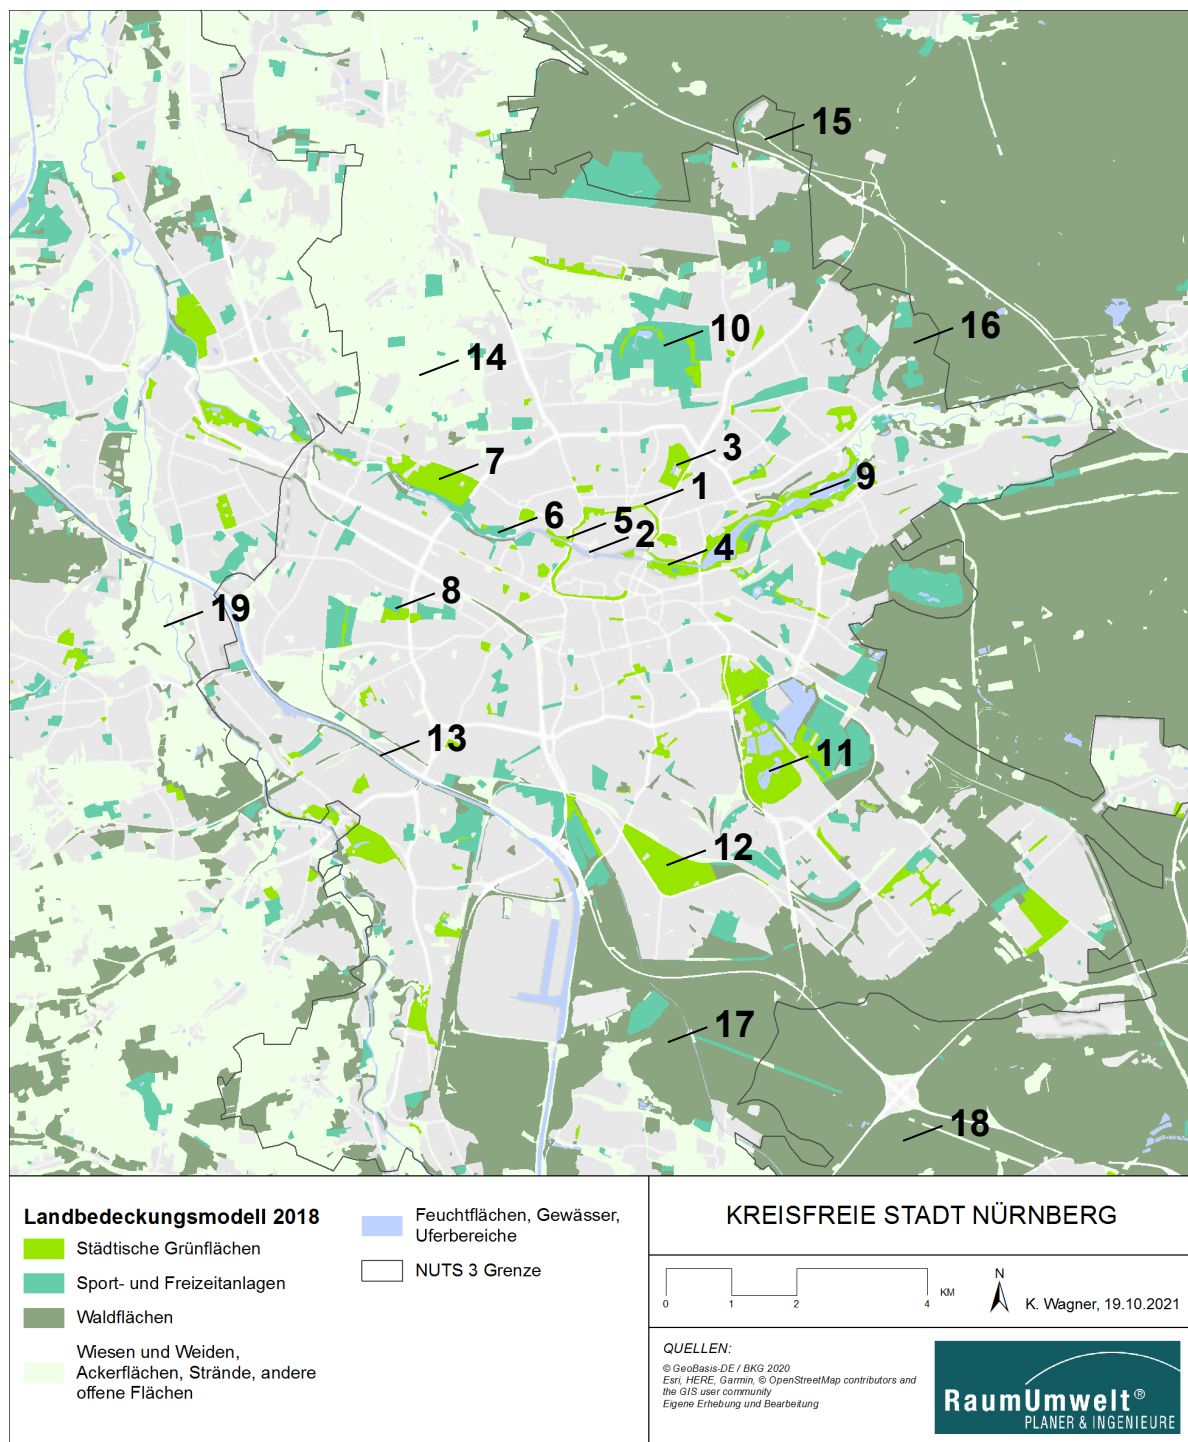 15
16
10
14
3
7
1
9
6
5
2
4
8
19
13
11
12
17
18
Landbedeckungsmodell 2018
Städtische Grünflächen
Sport- und Freizeitanlagen
Waldflächen
Wiesen und Weiden,
Ackerflächen, Strände, andere
offene Flächen
Feuchtflächen, Gewässer,
Uferbereiche
NUTS 3 Grenze
KREISFREIE STADT NÜRNBERG
0 1 2 4 KM
N
K. Wagner, 19.10.2021
QUELLEN:
© GeoBasis-DE / BKG 2020
Esri, HERE, Garmin, © OpenStreetMap contributors and
the GIS user community
Eigene Erhebung und Bearbeitung
RaumUmwelt®
PLANER & INGENIEURE